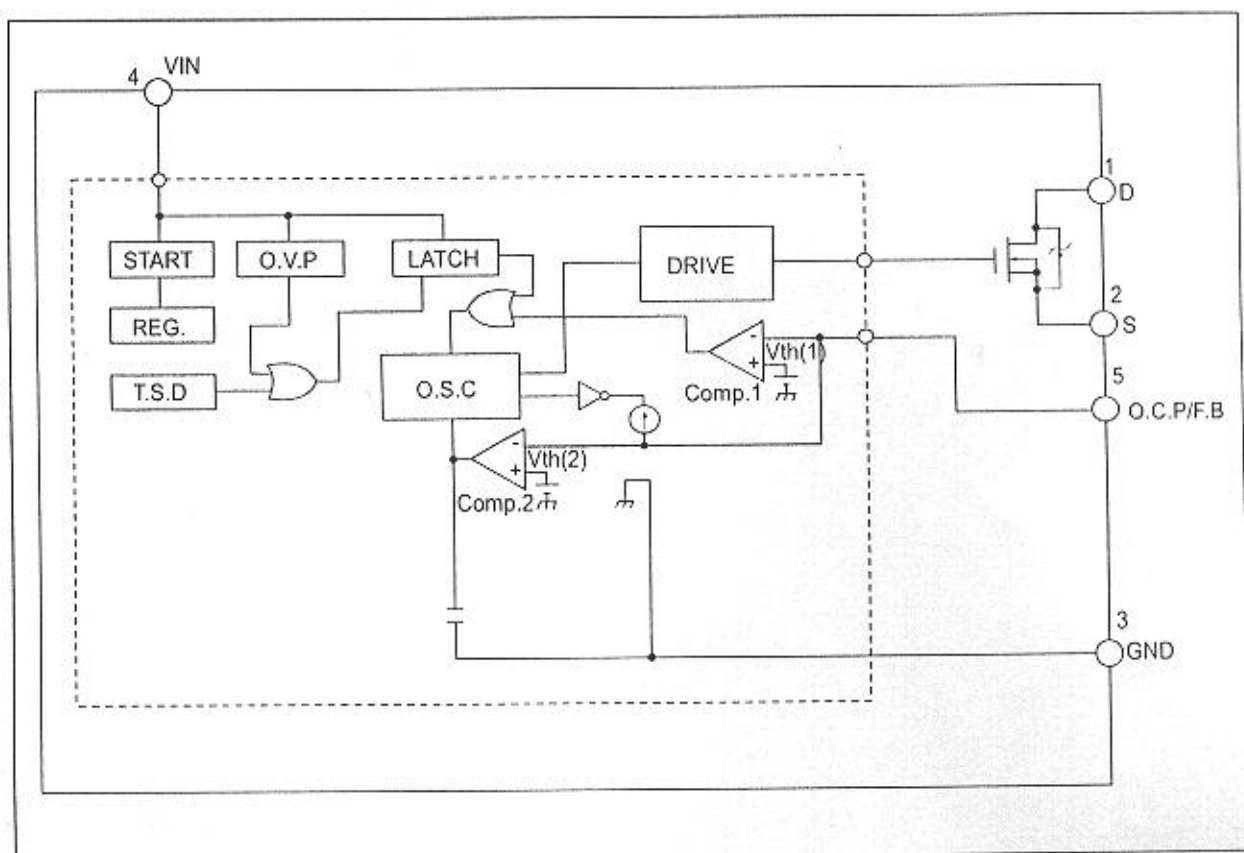 4 VIN
1
D
START O.V.P LATCH DRIVE
REG.
2
S
Vth(1)
-
+
T.S.D O.S.C Comp.1
5
O.C.P/F.B
-
Vth(2)
+
Comp.2
3
GND